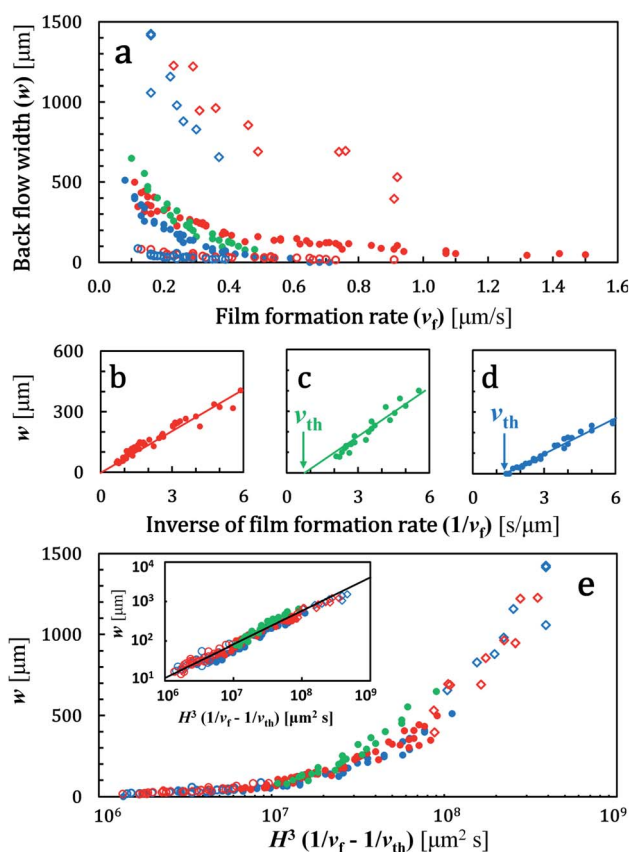 1500
1000
500
0
Back flow width (w) [μm]
a
0.0 0.2 0.4 0.6 0.8 1.0 1.2 1.4 1.6
Film formation rate (vf) [μm/s]
600
300
0
w [μm]
b
c
d
vth
vth
0 3 6
0 2 4 6
0 2 4 6
Inverse of film formation rate (1/vf) [s/μm]
1500
1000
500
0
w [μm]
e
10⁴
10³
10²
10¹
w [μm]
10⁶ 10⁷ 10⁸ 10⁹
H³ (1/vf - 1/vth) [μm² s]
10⁶ 10⁷ 10⁸ 10⁹
H³ (1/vf - 1/vth) [μm² s]